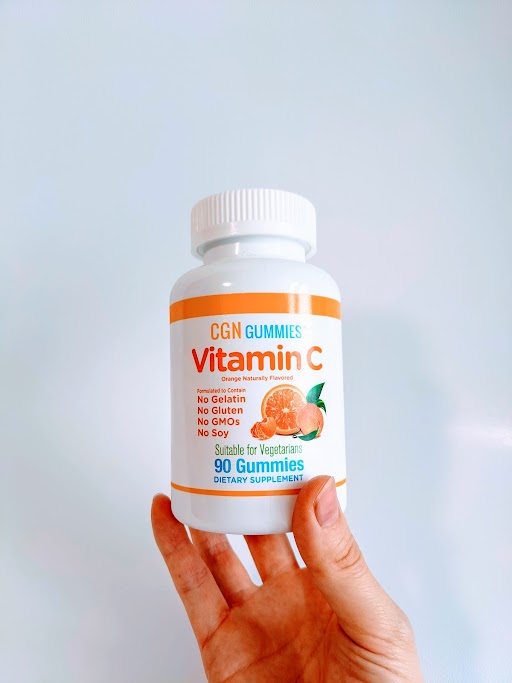 CGN GUMMIES™
Vitamin C
Orange Naturally Flavored
Formulated to Contain
No Gelatin
No Gluten
No GMOs
No Soy
Suitable for Vegetarians
90 Gummies
DIETARY SUPPLEMENT